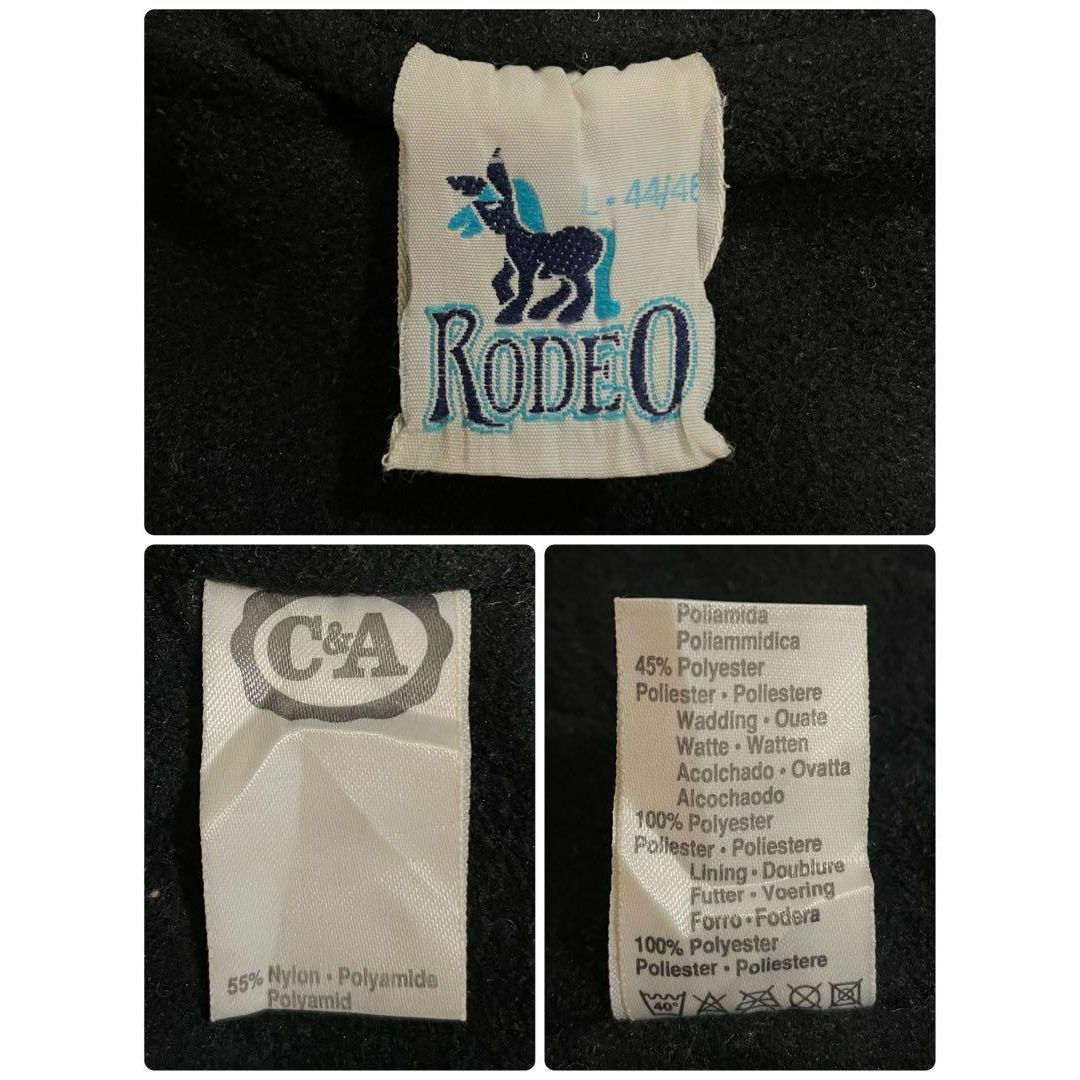 L • 44/46
RODEO
C&A
55% Nylon • Polyamide
Polyamid
Poliamida
Poliammidica
45% Polyester
Poliester • Poliestere
Wadding • Ouate
Watte • Watten
Acolchado • Ovatta
Alcochaodo
100% Polyester
Poliester • Poliestere
Lining • Doublure
Futter • Voering
Forro • Fodera
100% Polyester
Poliester • Poliestere
40°